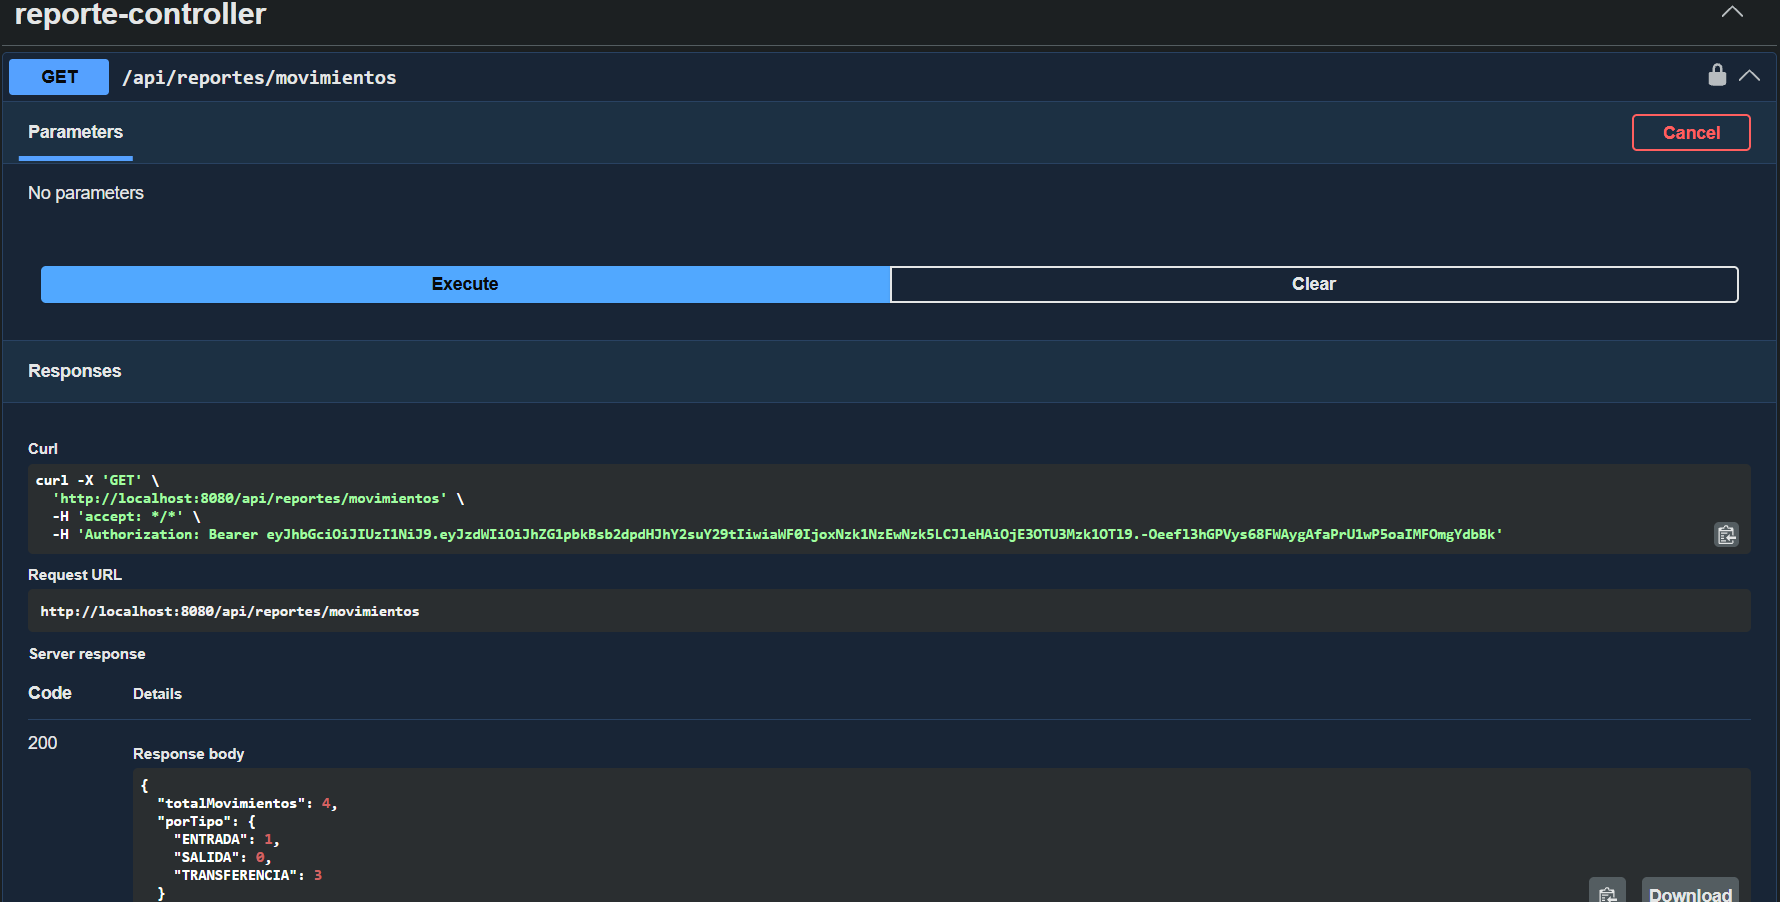 reporte-controller
GET /api/reportes/movimientos
Parameters
Cancel
No parameters
Execute
Clear
Responses
Curl
curl -X 'GET' \
'http://localhost:8080/api/reportes/movimientos' \
-H 'accept: */*' \
-H 'Authorization: Bearer eyJhbGciOiJIUzI1NiJ9.eyJzdWIiOiJhZG1pbkBsb2dpdHJhY2suY29tIiwiaWF0IjoxNzk1NzEwNzk5LCJleHAiOjE3OTU3Mzk1OTl9.-Oeefl3hGPVys68FWAygAfaPrU1wP5oaIMFOmgYdbBk'
Request URL
http://localhost:8080/api/reportes/movimientos
Server response
Code Details
200
Response body
{
"totalMovimientos": 4,
"porTipo": {
"ENTRADA": 1,
"SALIDA": 0,
"TRANSFERENCIA": 3
}
Download